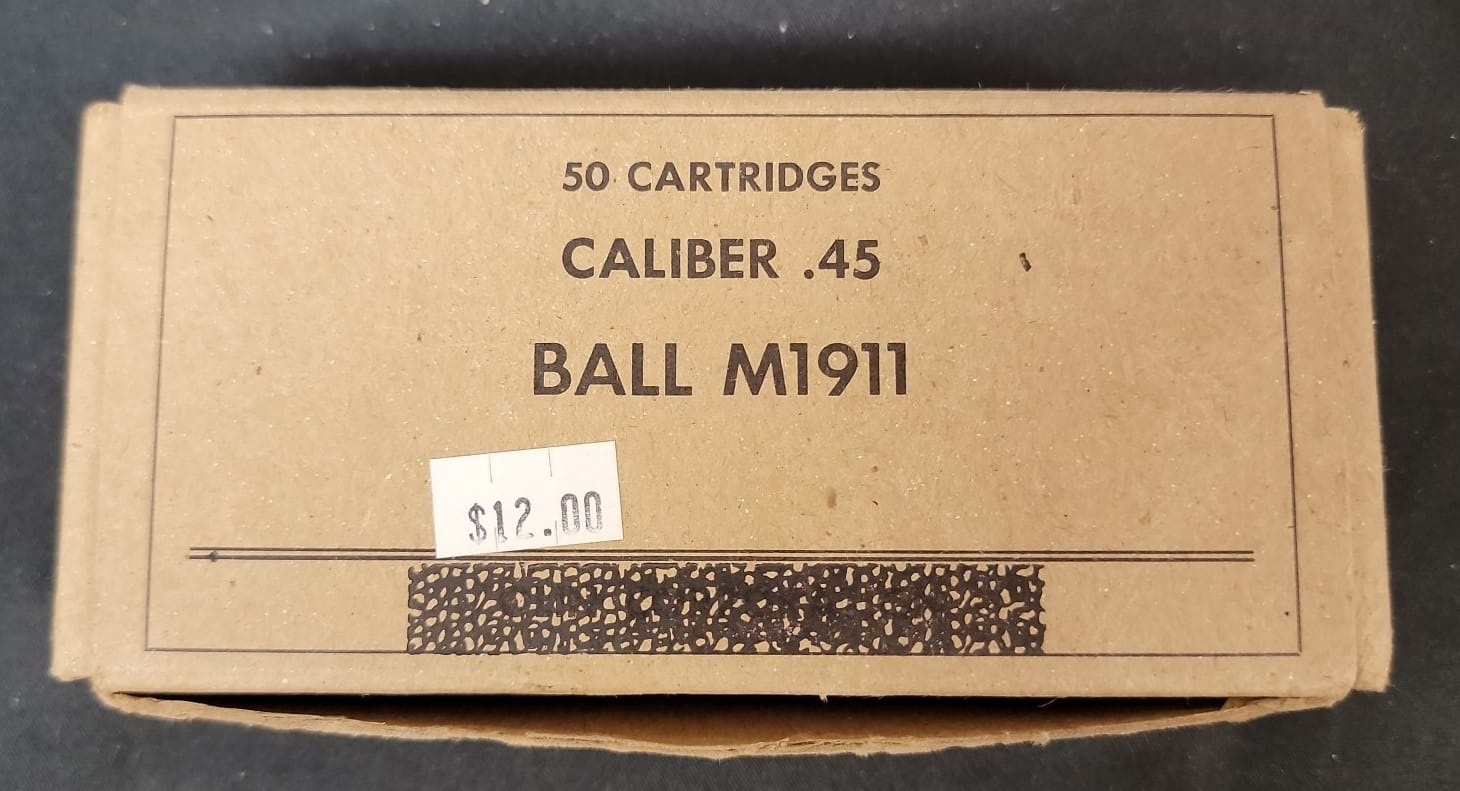 50 CARTRIDGES
CALIBER .45
BALL M1911
$12.00